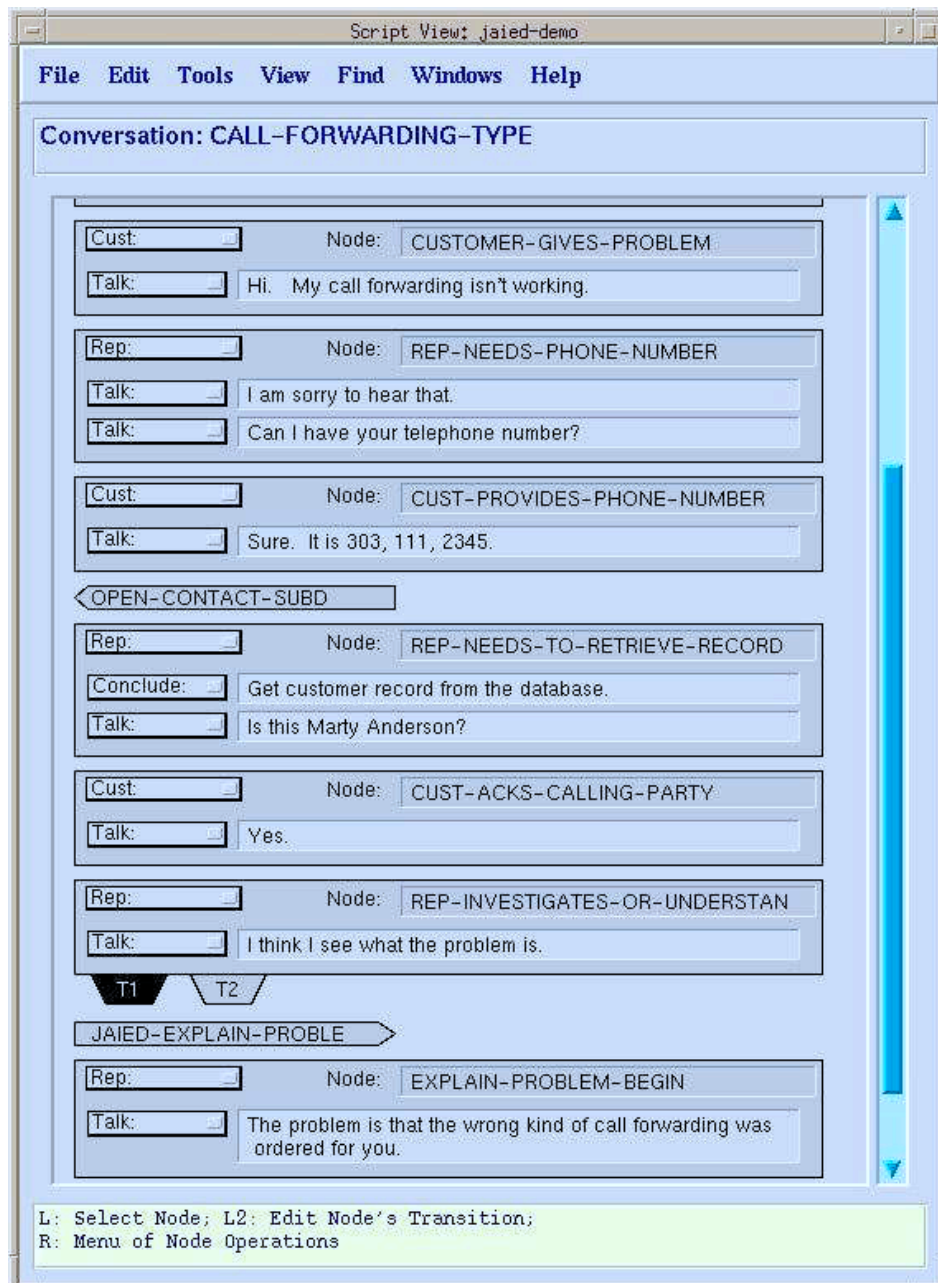 Script View: jaied-demo
File Edit Tools View Find Windows Help
Conversation: CALL-FORWARDING-TYPE
Cust: Node: CUSTOMER-GIVES-PROBLEM
Talk: Hi. My call forwarding isn't working.
Rep: Node: REP-NEEDS-PHONE-NUMBER
Talk: I am sorry to hear that.
Talk: Can I have your telephone number?
Cust: Node: CUST-PROVIDES-PHONE-NUMBER
Talk: Sure. It is 303, 111, 2345.
OPEN-CONTACT-SUBD
Rep: Node: REP-NEEDS-TO-RETRIEVE-RECORD
Conclude: Get customer record from the database.
Talk: Is this Marty Anderson?
Cust: Node: CUST-ACKS-CALLING-PARTY
Talk: Yes.
Rep: Node: REP-INVESTIGATES-OR-UNDERSTAN
Talk: I think I see what the problem is.
T1 T2
JAIED-EXPLAIN-PROBLE
Rep: Node: EXPLAIN-PROBLEM-BEGIN
Talk: The problem is that the wrong kind of call forwarding was
ordered for you.
L: Select Node; L2: Edit Node's Transition;
R: Menu of Node Operations